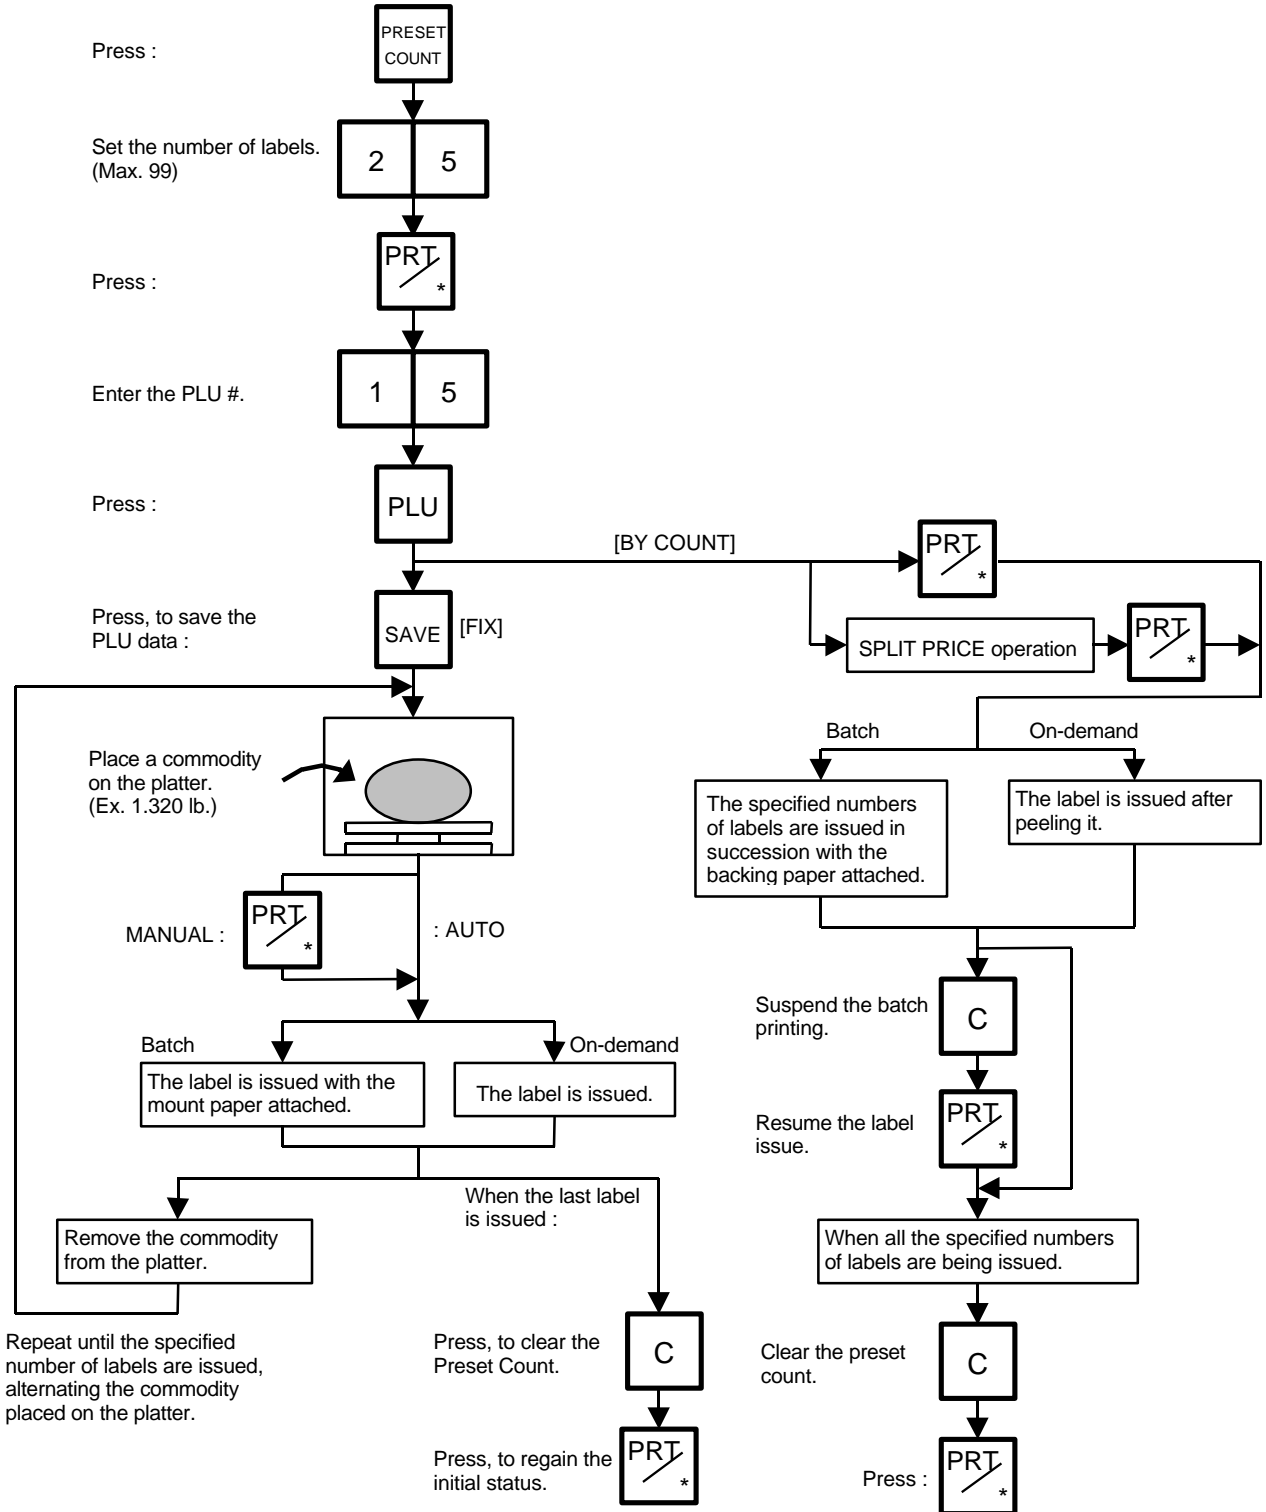 Press :
PRESET
COUNT
Set the number of labels.
(Max. 99)
2 5
Press :
PRT
*
Enter the PLU #.
1 5
Press :
PLU
[BY COUNT]
PRT
*
Press, to save the
PLU data :
SAVE
[FIX]
SPLIT PRICE operation
PRT
*
Place a commodity
on the platter.
(Ex. 1.320 lb.)
MANUAL :
PRT
*
: AUTO
Batch
The label is issued with the
mount paper attached.
On-demand
The label is issued.
Remove the commodity
from the platter.
Repeat until the specified
number of labels are issued,
alternating the commodity
placed on the platter.
When the last label
is issued :
Press, to clear the
Preset Count.
C
Press, to regain the
initial status.
PRT
*
Batch
The specified numbers
of labels are issued in
succession with the
backing paper attached.
On-demand
The label is issued after
peeling it.
Suspend the batch
printing.
C
Resume the label
issue.
PRT
*
When all the specified numbers
of labels are being issued.
Clear the preset
count.
C
Press :
PRT
*